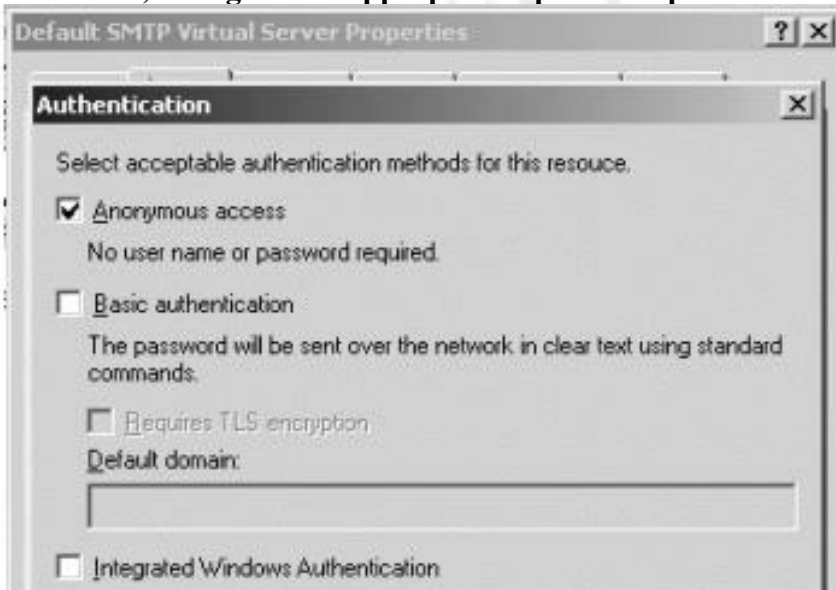 Default SMTP Virtual Server Properties
Authentication
Select acceptable authentication methods for this resouce.
Anonymous access
No user name or password required.
Basic authentication
The password will be sent over the network in clear text using standard
commands.
Requires TLS encryption
Default domain:
Integrated Windows Authentication